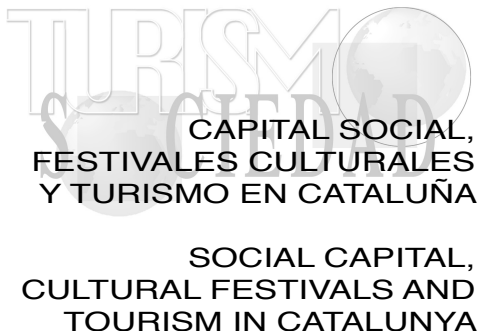 TURISMO
SOCIEDAD
CAPITAL SOCIAL,
FESTIVALES CULTURALES
Y TURISMO EN CATALUÑA
SOCIAL CAPITAL,
CULTURAL FESTIVALS AND
TOURISM IN CATALUNYA